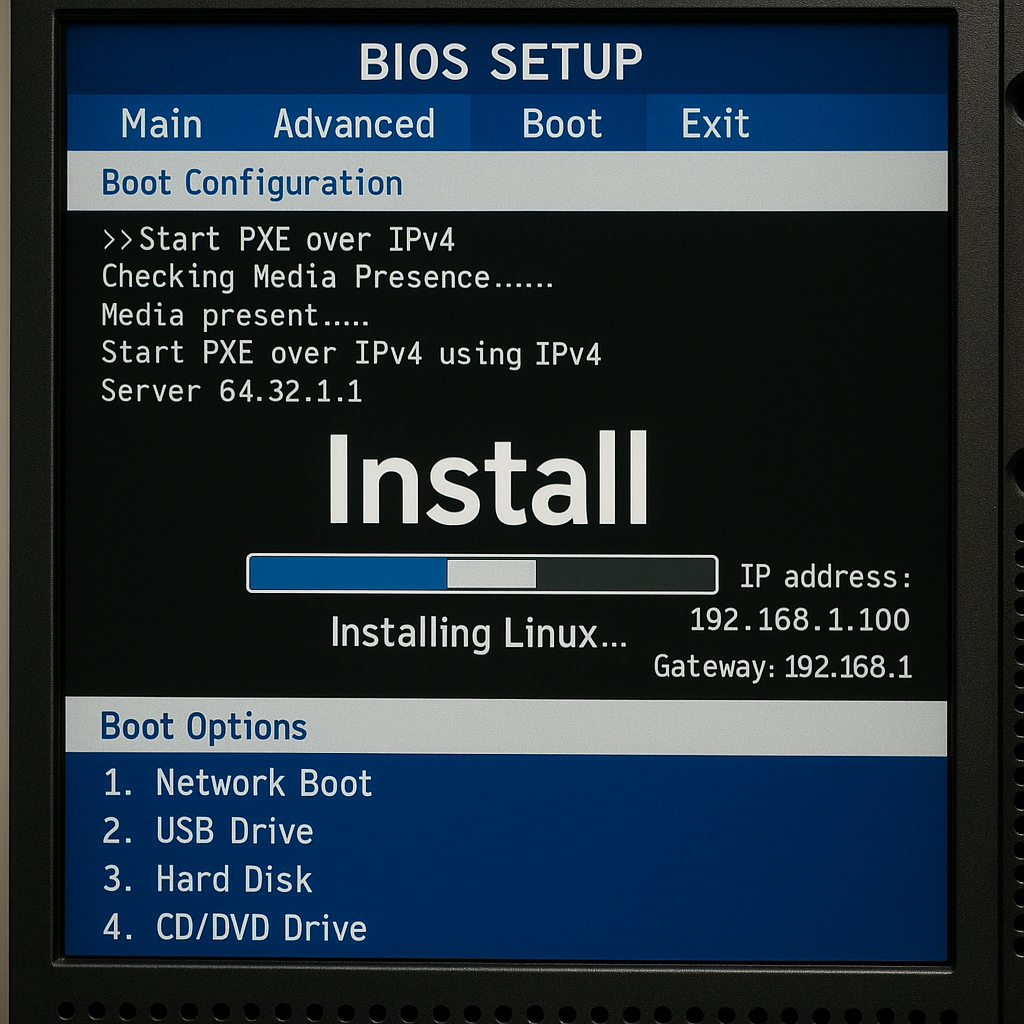 BIOS SETUP
Main Advanced Boot Exit
Boot Configuration
>>Start PXE over IPv4
Checking Media Presence......
Media present.....
Start PXE over IPv4 using IPv4
Server 64.32.1.1
Install
IP address:
Installing Linux...
192.168.1.100
Gateway: 192.168.1
Boot Options
1. Network Boot
2. USB Drive
3. Hard Disk
4. CD/DVD Drive